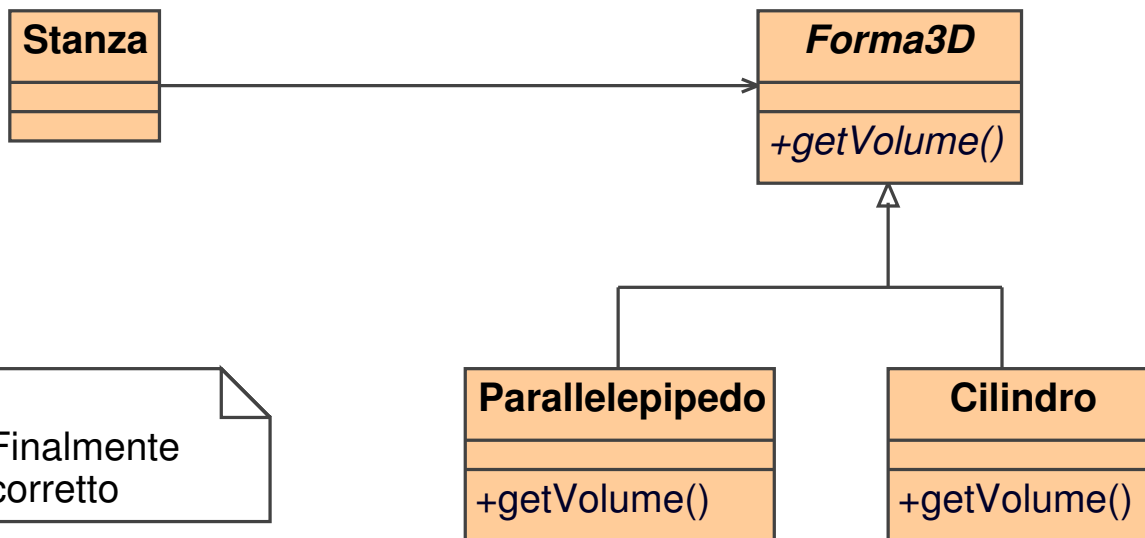 Stanza
Forma3D
+getVolume()
Parallelepipedo
Cilindro
Finalmente
corretto
+getVolume()
+getVolume()